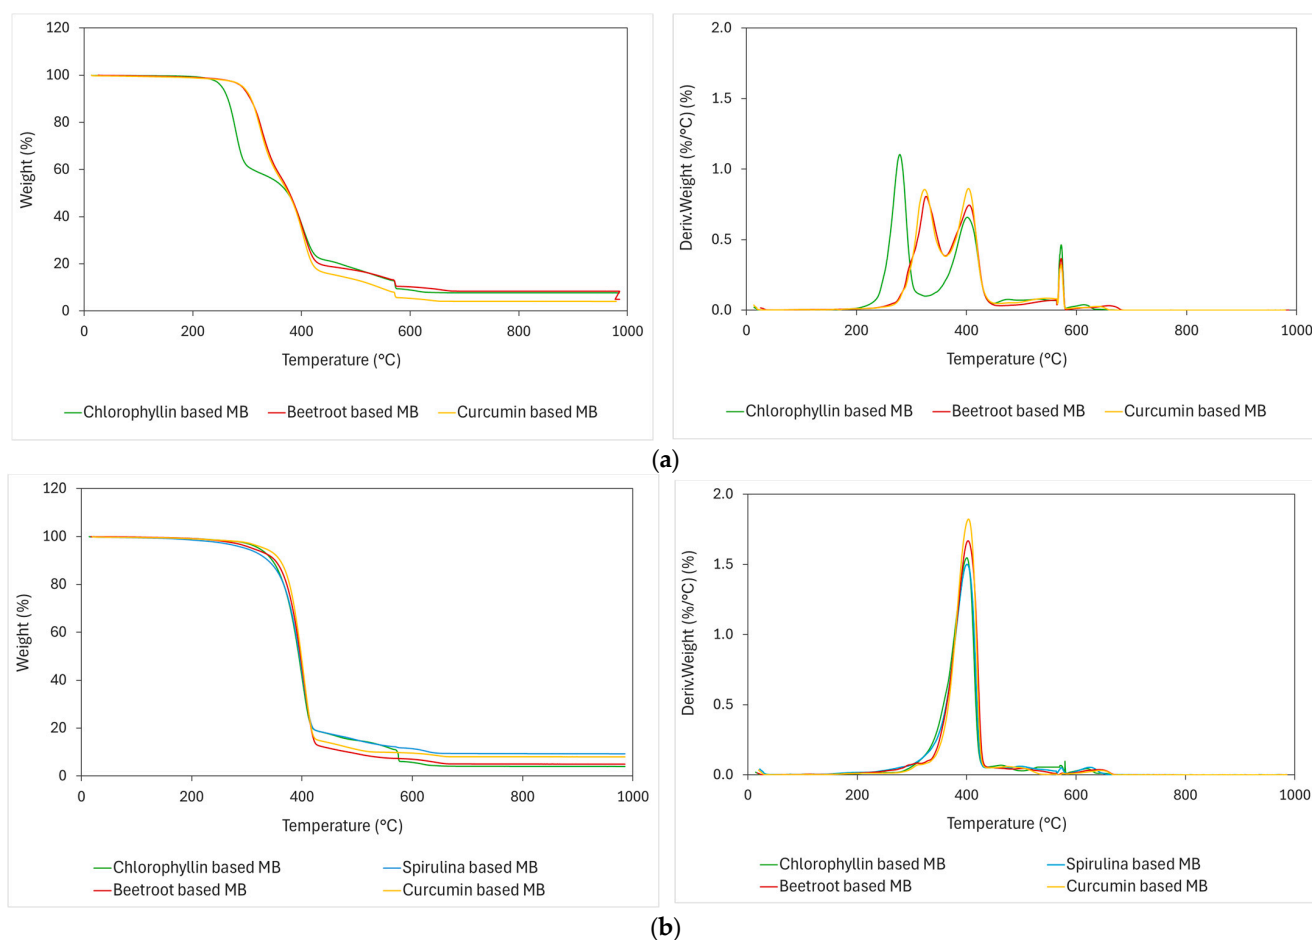 120
100
80
60
40
20
0
Weight (%)
0 200 400 600 800 1000
Temperature (°C)
Chlorophyllin based MB Beetroot based MB Curcumin based MB
2.0
1.5
1.0
0.5
0.0
Deriv.Weight (%/°C) (%)
0 200 400 600 800 1000
Temperature (°C)
Chlorophyllin based MB Beetroot based MB Curcumin based MB
(a)
120
100
80
60
40
20
0
Weight (%)
0 200 400 600 800 1000
Temperature (°C)
Chlorophyllin based MB Spirulina based MB
Beetroot based MB Curcumin based MB
2.0
1.5
1.0
0.5
0.0
Deriv.Weight (%/°C) (%)
0 200 400 600 800 1000
Temperature (°C)
Chlorophyllin based MB Spirulina based MB
Beetroot based MB Curcumin based MB
(b)